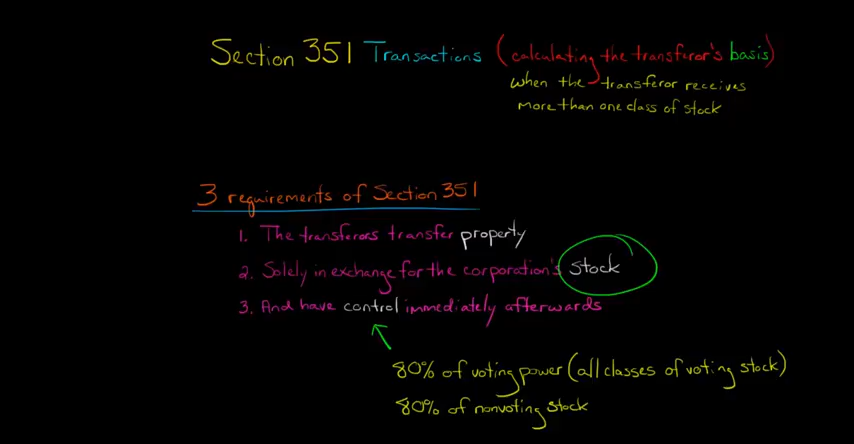 Section 351 Transactions (calculating the transferor's basis)
when the transferor receives
more than one class of stock
3 requirements of Section 351
1. The transferors transfer property
2. Solely in exchange for the corporation's stock
3. And have control immediately afterwards
80% of voting power (all classes of voting stock)
80% of nonvoting stock